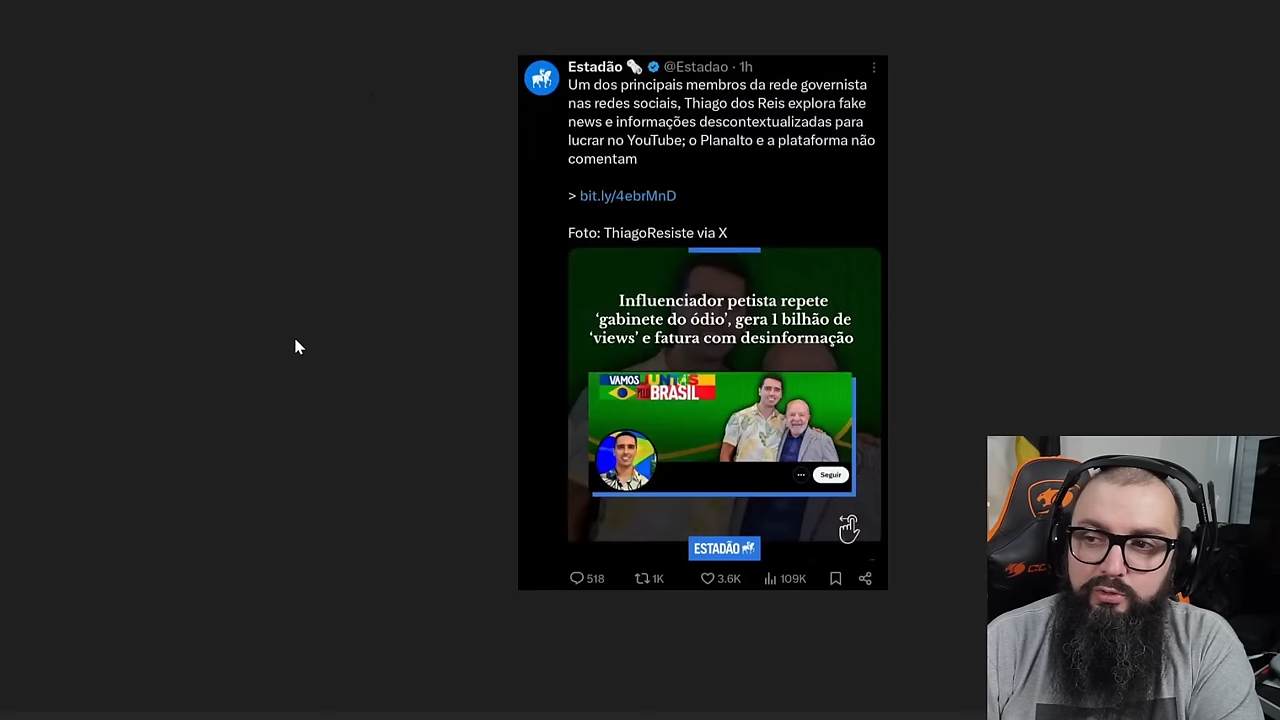 Estadão @Estadao · 1h
Um dos principais membros da rede governista
nas redes sociais, Thiago dos Reis explora fake
news e informações descontextualizadas para
lucrar no YouTube; o Planalto e a plataforma não
comentam
> bit.ly/4ebrMnD
Foto: ThiagoResiste via X
Influenciador petista repete
‘gabinete do ódio’, gera 1 bilhão de
‘views’ e fatura com desinformação
VAMOS JUNTOS
PELO BRASIL
Seguir
ESTADÃO
518 1K 3.6K 109K